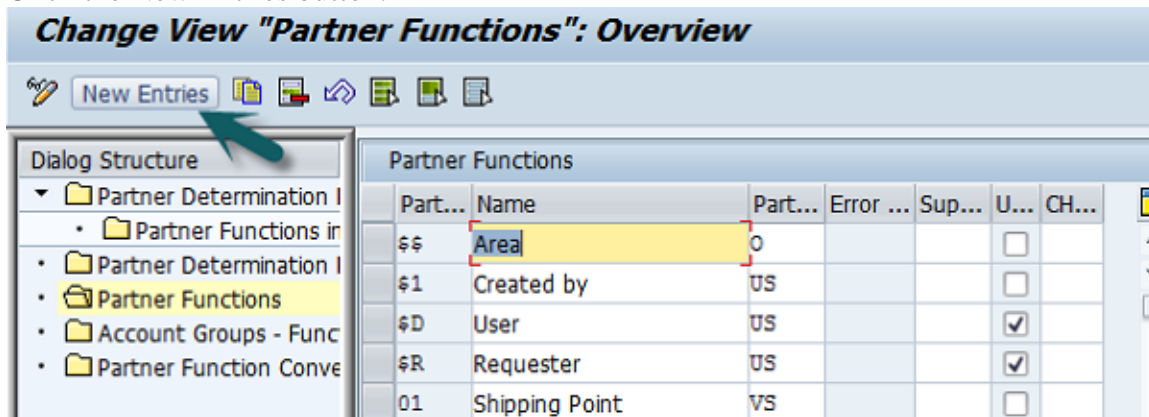 Change View "Partner Functions": Overview
New Entries
Dialog Structure
Partner Determination
Partner Functions in
Partner Determination
Partner Functions
Account Groups - Func
Partner Function Conve
Partner Functions
Part... Name Part... Error ... Sup... U... CH...
$$ Area O
$1 Created by US
$D User US
$R Requester US
01 Shipping Point VS